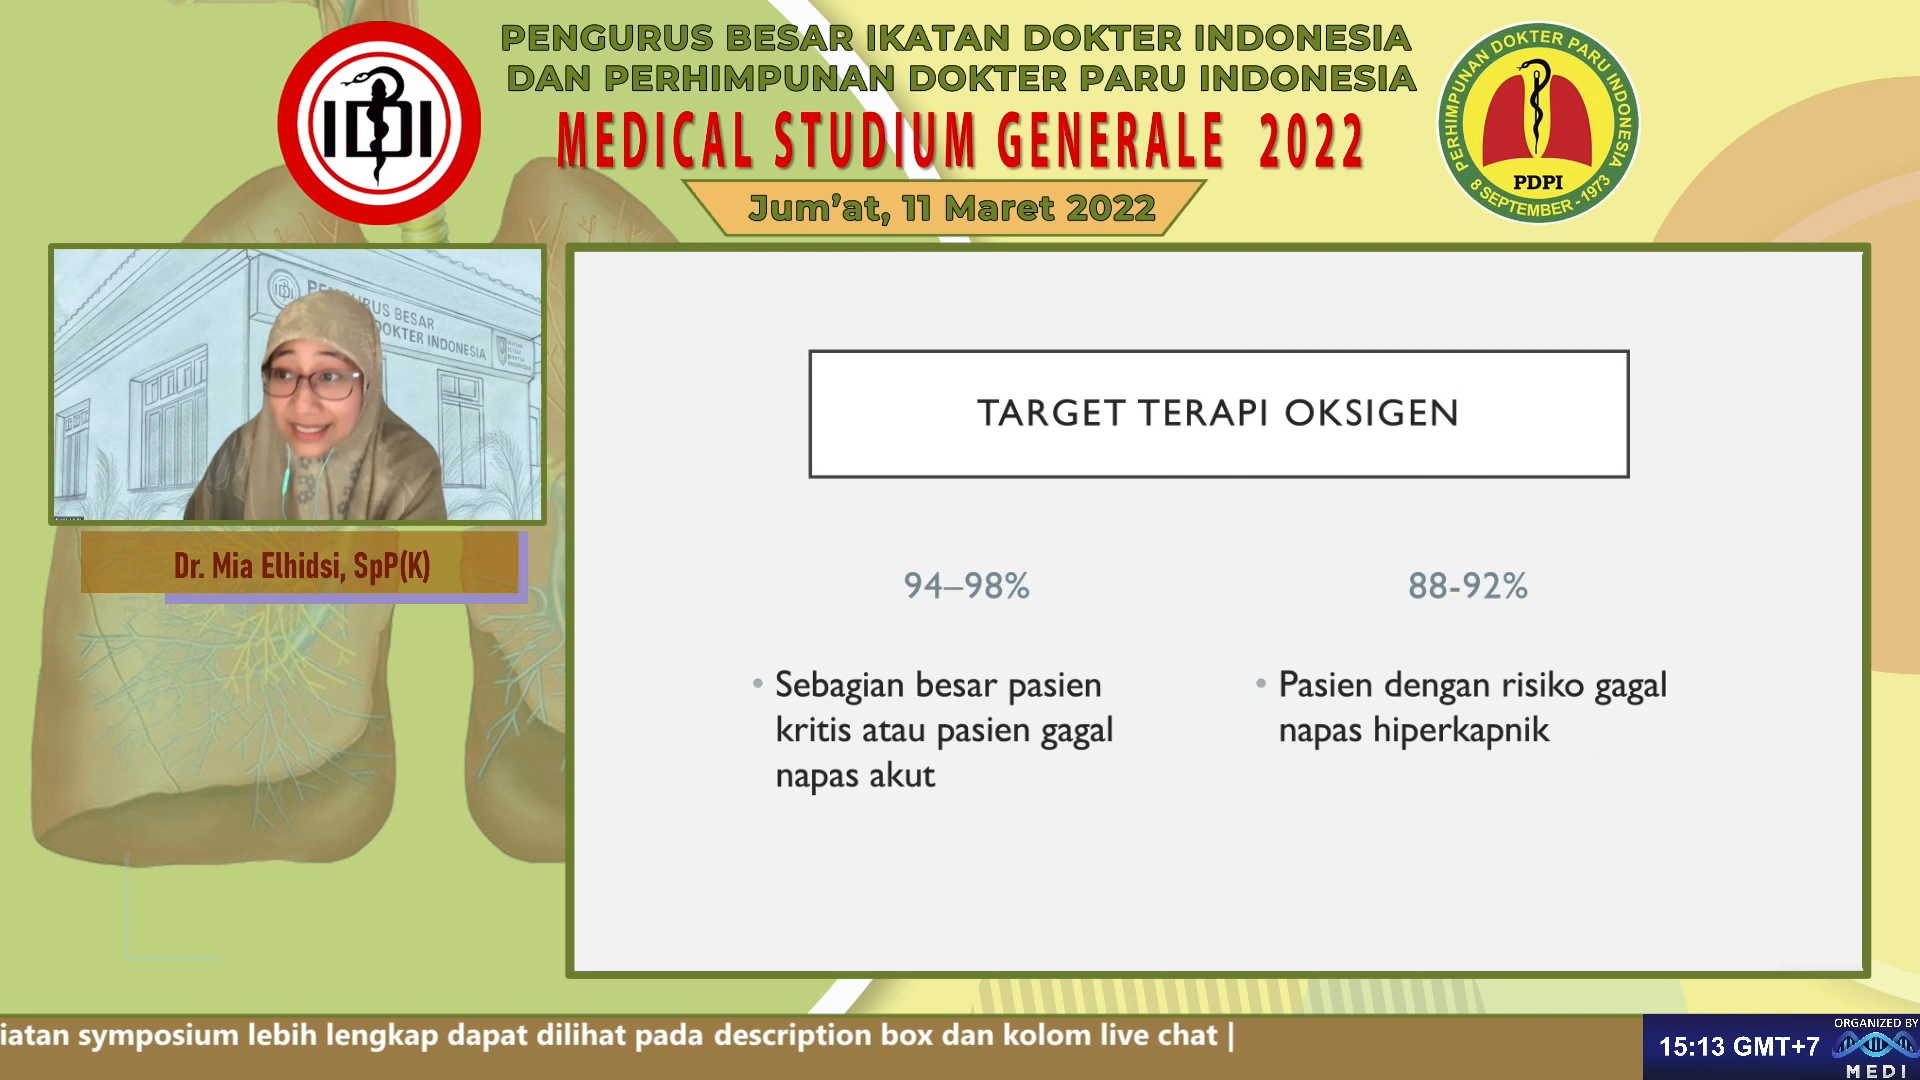 PENGURUS BESAR IKATAN DOKTER INDONESIA
DAN PERHIMPUNAN DOKTER PARU INDONESIA
MEDICAL STUDIUM GENERALE 2022
Jum’at, 11 Maret 2022
IDI
PERHIMPUNAN DOKTER PARU INDONESIA
PDPI
8 SEPTEMBER - 1973
BESAR
DOKTER INDONESIA
Dr. Mia Elhidsi, SpP(K)
TARGET TERAPI OKSIGEN
94–98%
• Sebagian besar pasien
kritis atau pasien gagal
napas akut
88-92%
• Pasien dengan risiko gagal
napas hiperkapnik
iatan symposium lebih lengkap dapat dilihat pada description box dan kolom live chat |
15:13 GMT+7
ORGANIZED BY
MEDI